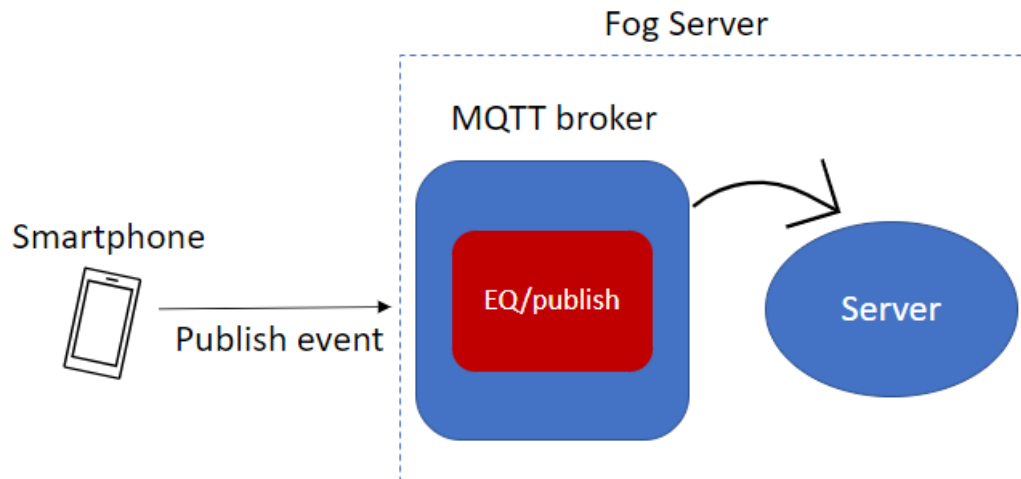 Fog Server
MQTT broker
Smartphone
EQ/publish
Server
Publish event